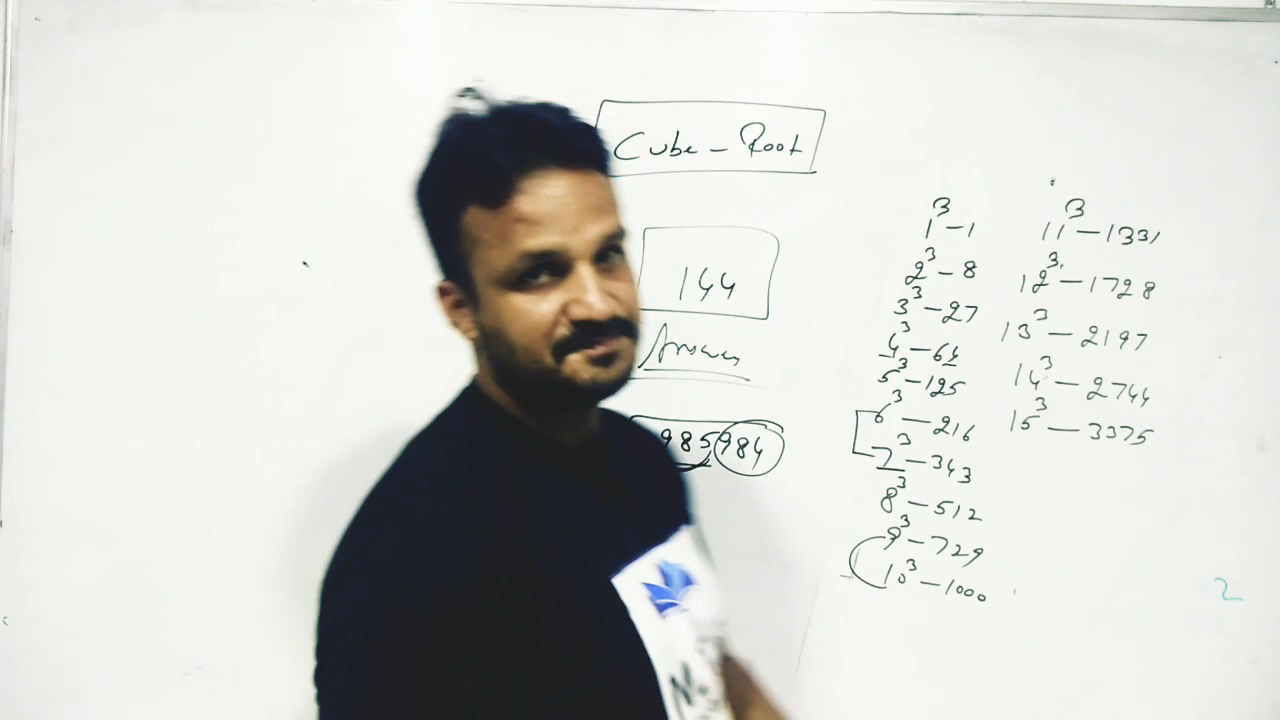 Cube - Root
144
Answer
985984
1³ - 1
2³ - 8
3³ - 27
4³ - 64
5³ - 125
6³ - 216
7³ - 343
8³ - 512
9³ - 729
10³ - 1000
11³ - 1331
12³ - 1728
13³ - 2197
14³ - 2744
15³ - 3375
2